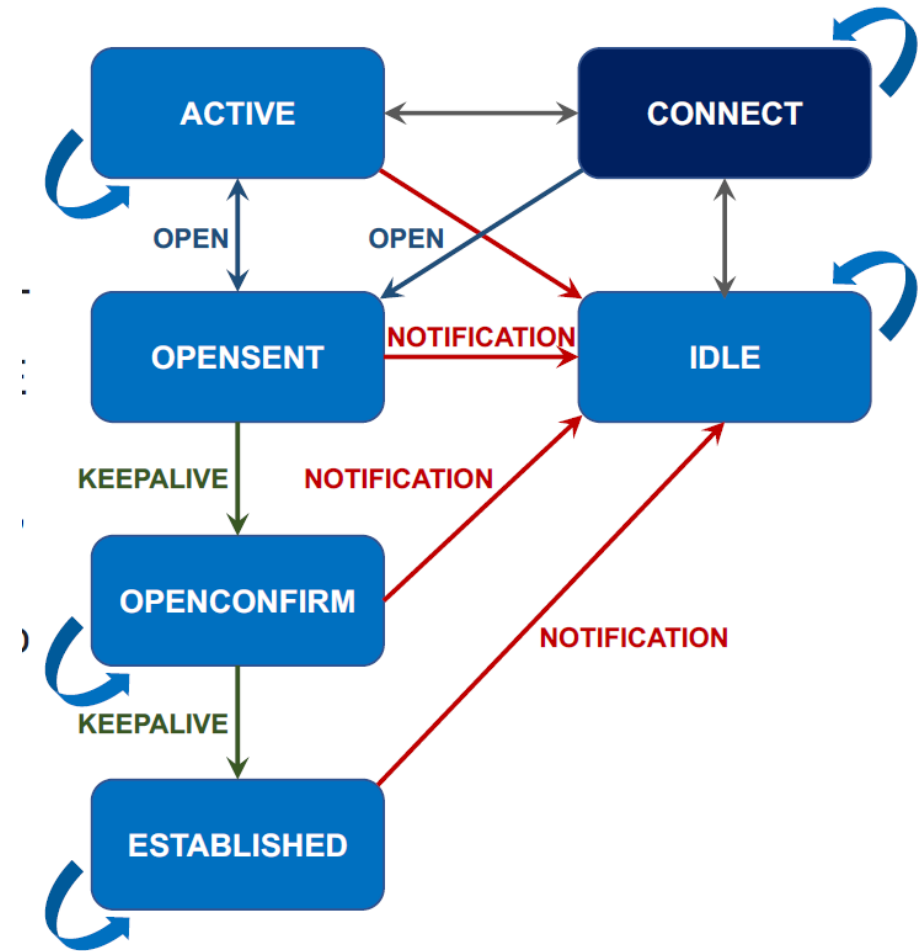 ACTIVE
CONNECT
OPEN
OPEN
OPENSENT
NOTIFICATION
IDLE
KEEPALIVE
NOTIFICATION
OPENCONFIRM
NOTIFICATION
KEEPALIVE
ESTABLISHED